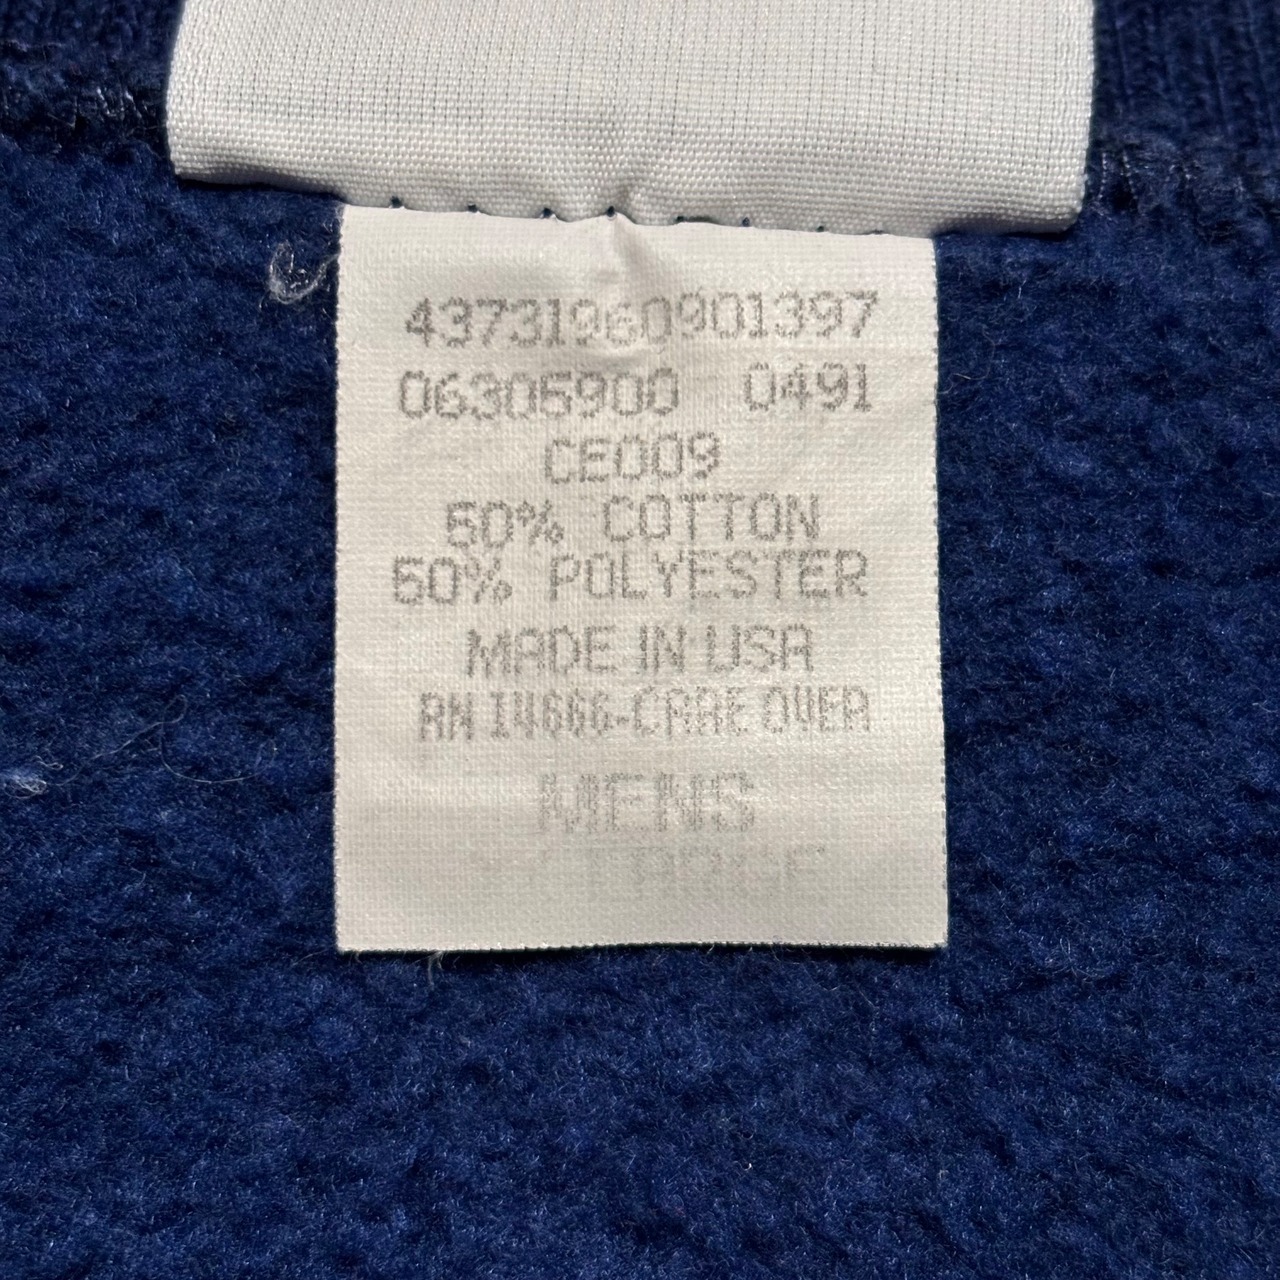 43731960901397
06305900 0491
CE009
50% COTTON
50% POLYESTER
MADE IN USA
RN 14666-CARE OVER
MENS